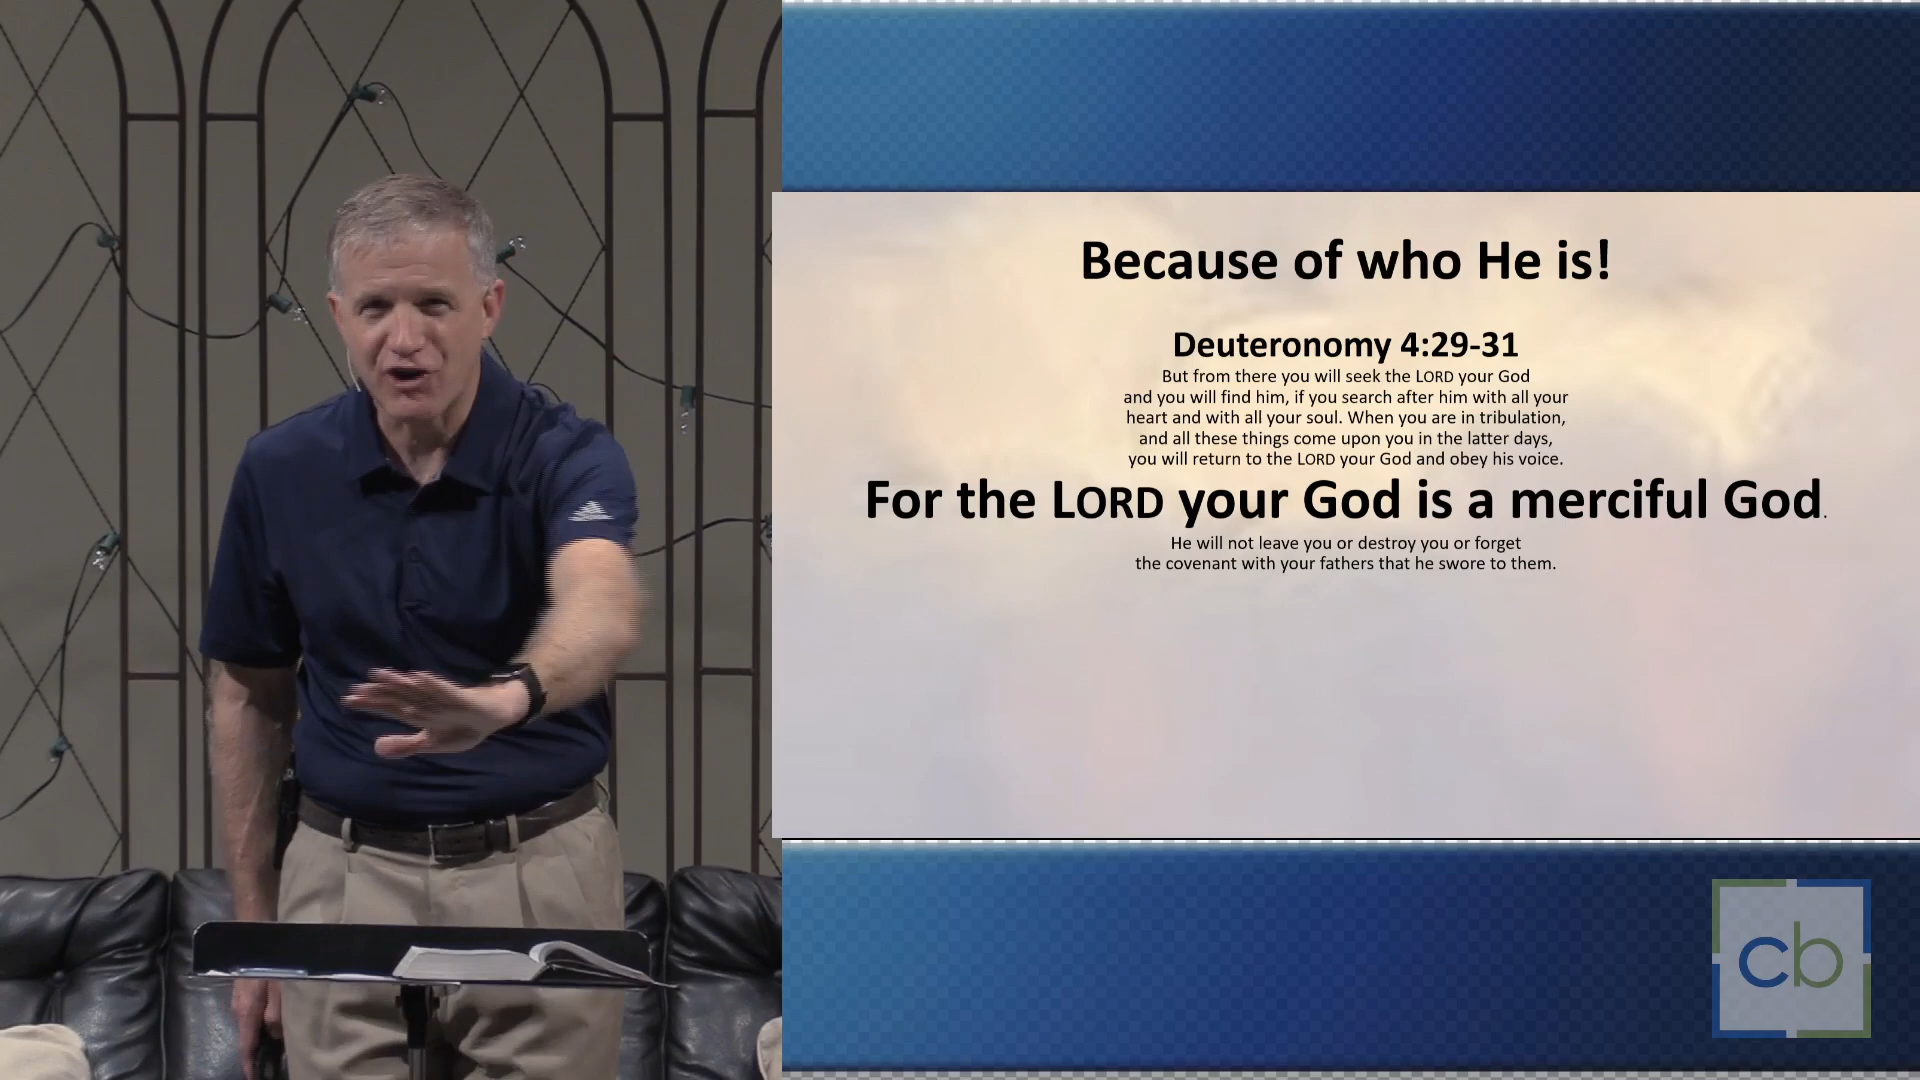 Because of who He is!
Deuteronomy 4:29-31
But from there you will seek the LORD your God
and you will find him, if you search after him with all your
heart and with all your soul. When you are in tribulation,
and all these things come upon you in the latter days,
you will return to the LORD your God and obey his voice.
For the LORD your God is a merciful God.
He will not leave you or destroy you or forget
the covenant with your fathers that he swore to them.
cb